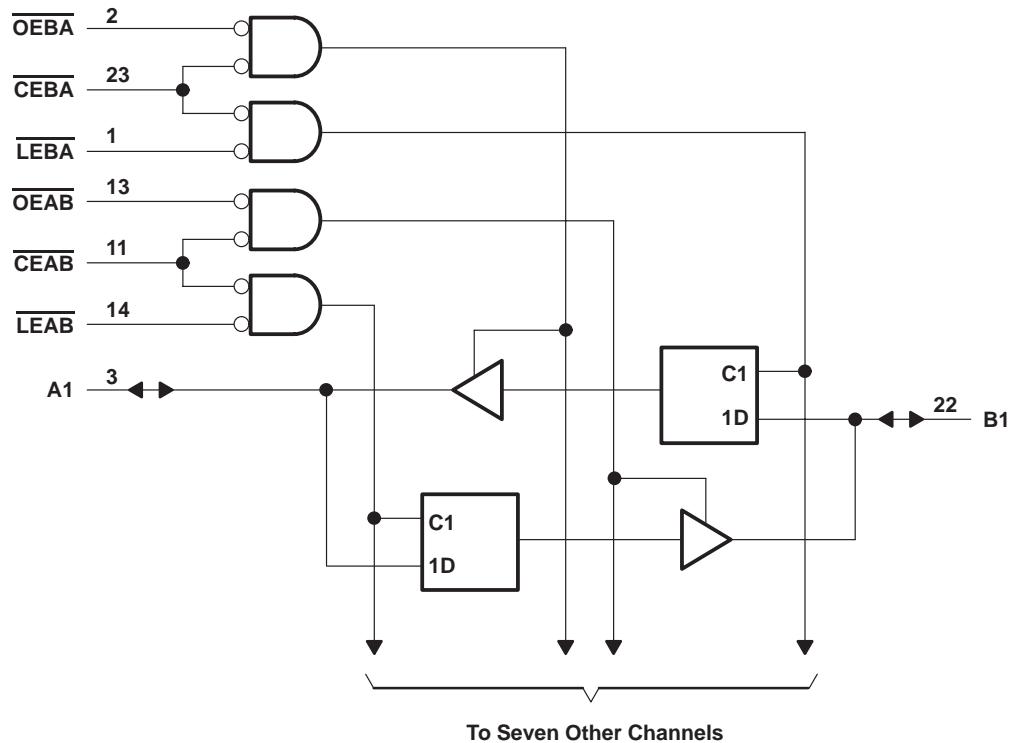 OEBA 2
CEBA 23
LEBA 1
OEAB 13
CEAB 11
LEAB 14
A1 3
C1
1D
22 B1
C1
1D
To Seven Other Channels